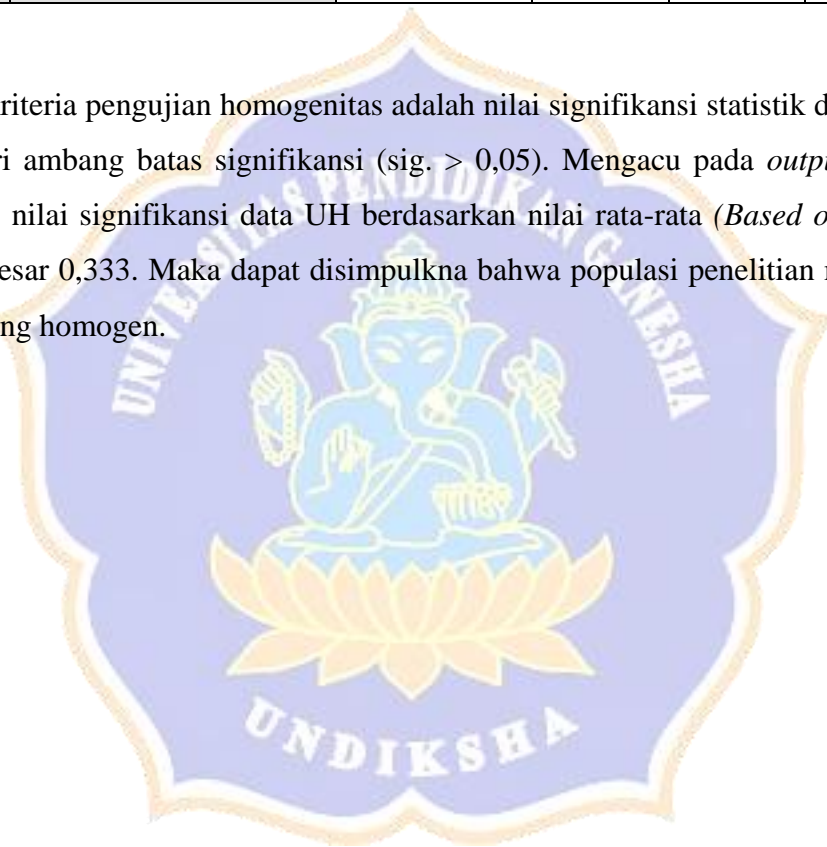 riteria pengujian homogenitas adalah nilai signifikansi statistik d
ri ambang batas signifikansi (sig. > 0,05). Mengacu pada outp
nilai signifikansi data UH berdasarkan nilai rata-rata (Based o
esar 0,333. Maka dapat disimpulkna bahwa populasi penelitian
ng homogen.
UNIVERSITAS PENDIDIKAN GANESHA
UNDIKSHA